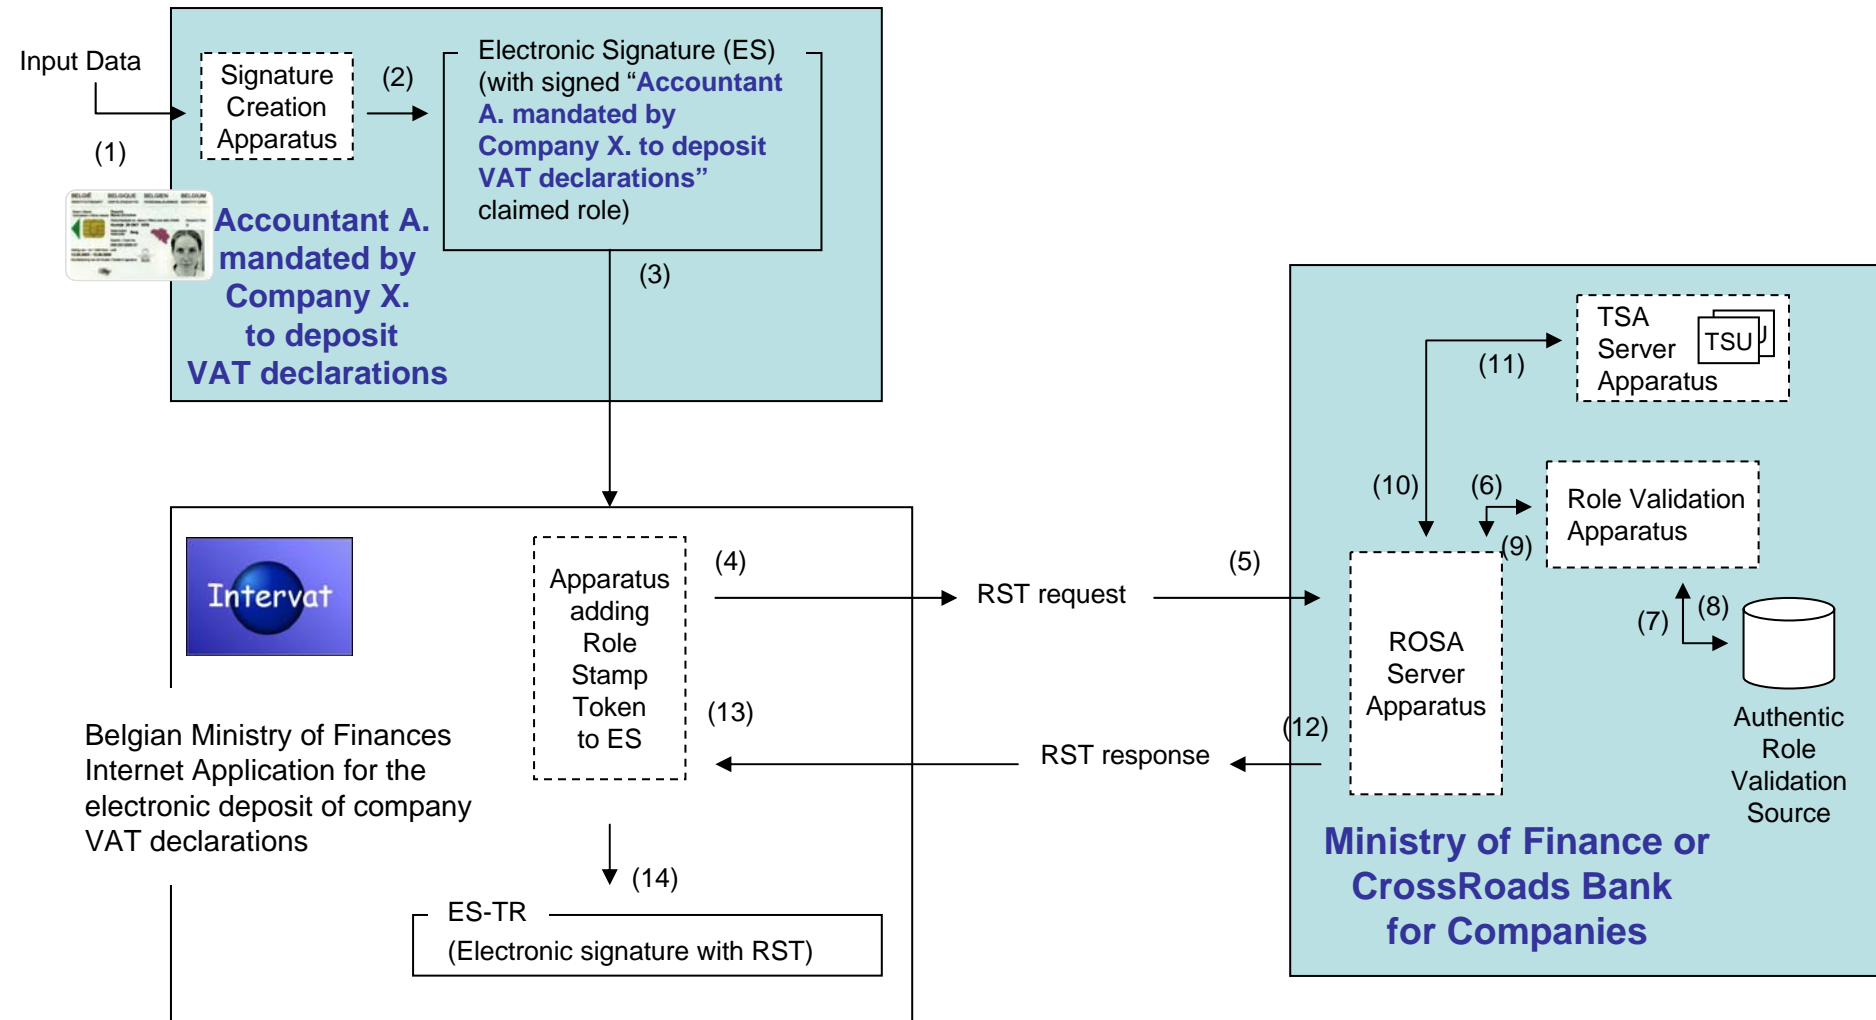 Input Data
(1)
BELGIË BELGIQUE BELGIEN BELGIUM
Signature
Creation
Apparatus
(2)
Electronic Signature (ES)
(with signed “Accountant
A. mandated by
Company X. to deposit
VAT declarations”
claimed role)
Accountant A.
mandated by
Company X.
to deposit
VAT declarations
(3)
Intervat
Belgian Ministry of Finances
Internet Application for the
electronic deposit of company
VAT declarations
Apparatus
adding
Role
Stamp
Token
to ES
(4)
RST request
(5)
(13)
RST response
(12)
(14)
ES-TR
(Electronic signature with RST)
TSA
Server
Apparatus
TSU
(11)
(10)
(6)
(9)
Role Validation
Apparatus
(7)
(8)
ROSA
Server
Apparatus
Authentic
Role
Validation
Source
Ministry of Finance or
CrossRoads Bank
for Companies